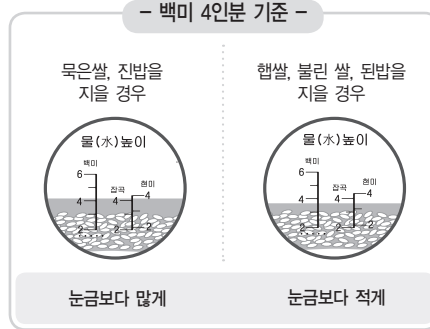 - 백미 4인분 기준 -
묵은쌀, 진밥을
지을 경우
물(水)높이
백미
6
잡곡
현미
4
4
4
2
2
2
눈금보다 많게
햅쌀, 불린 쌀, 된밥을
지을 경우
물(水)높이
백미
6
잡곡
현미
4
4
4
2
2
2
눈금보다 적게